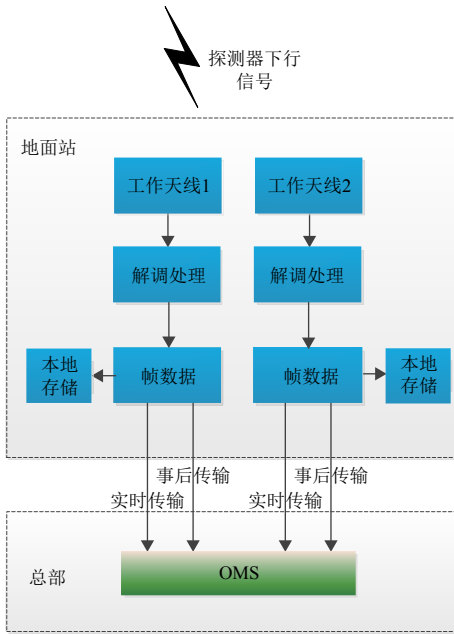 探测器下行
信号
地面站
工作天线1
工作天线2
解调处理
解调处理
本地
存储
帧数据
帧数据
本地
存储
事后传输
事后传输
实时传输
实时传输
总部
OMS